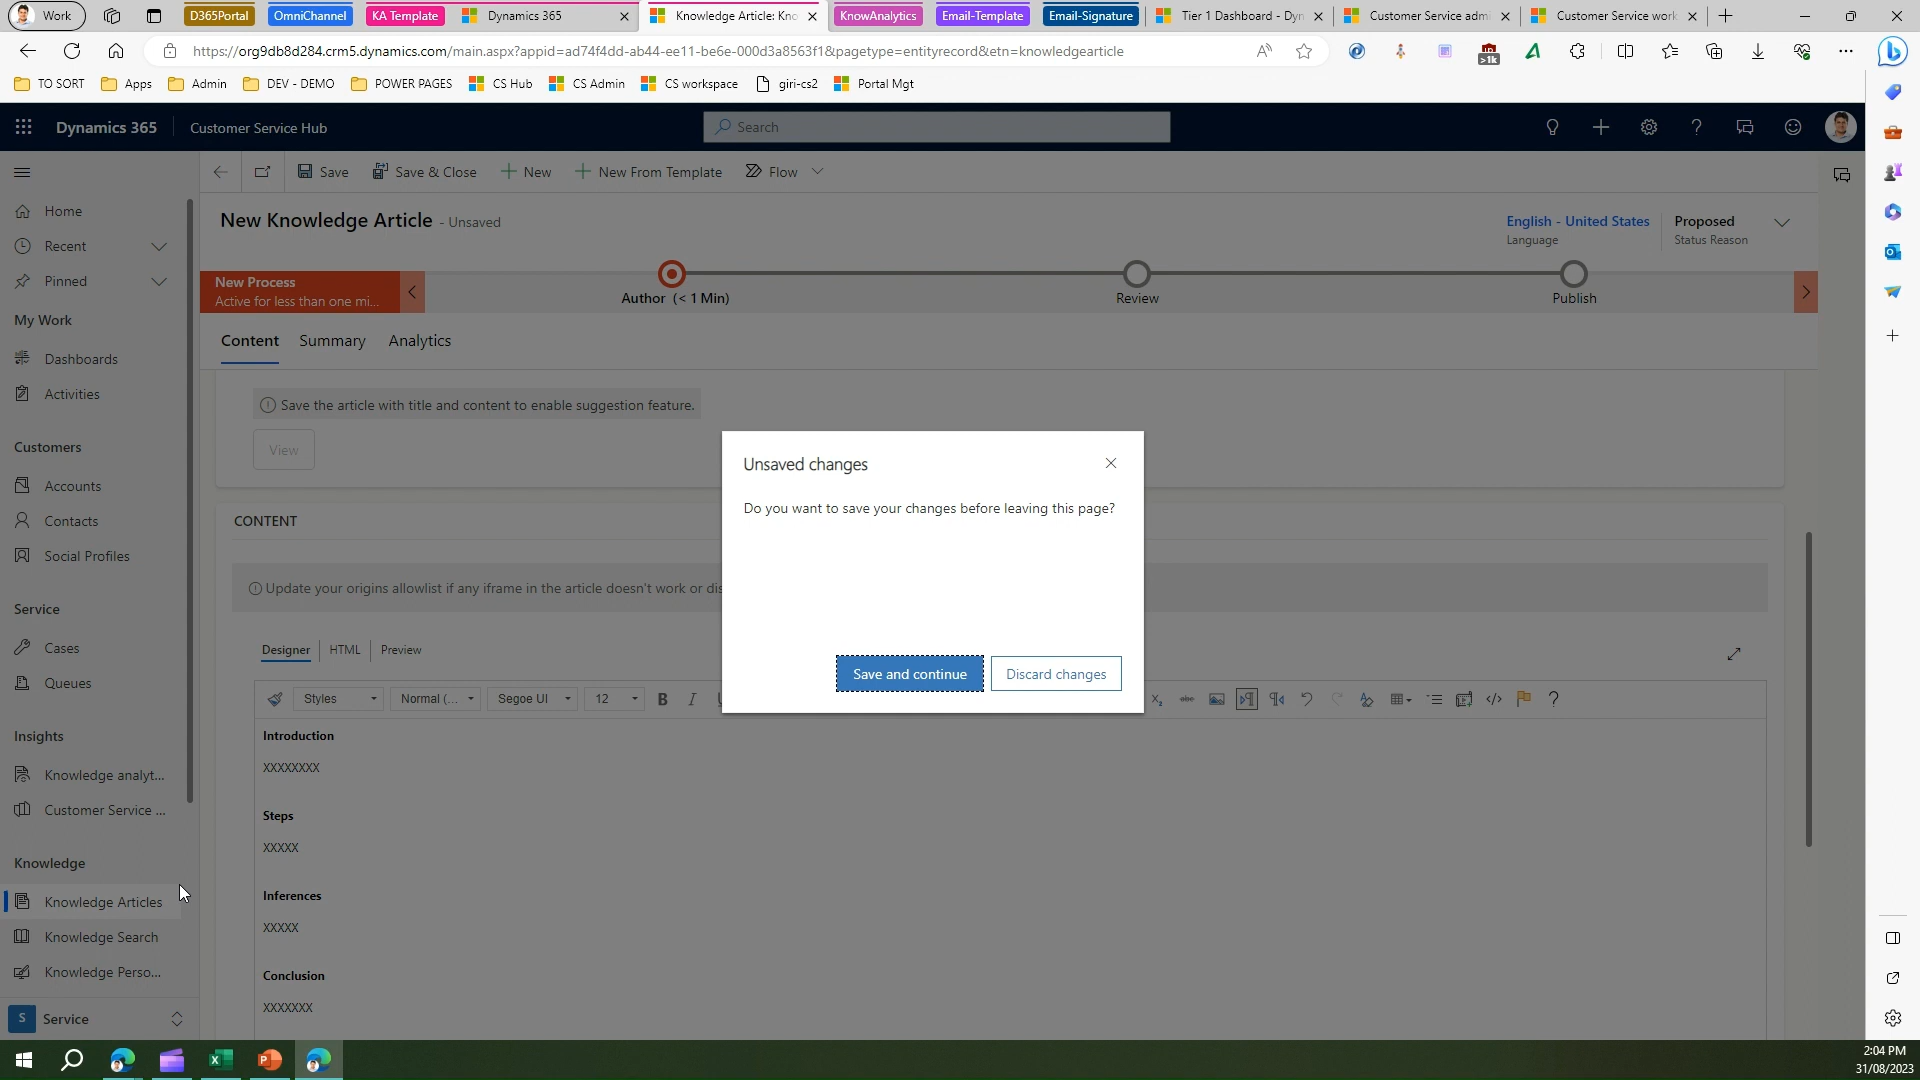 Work
D365Portal
OmniChannel
KA Template
Dynamics 365
Knowledge Article: Kno
KnowAnalytics
Email-Template
Email-Signature
Tier 1 Dashboard - Dyn
Customer Service admi
Customer Service work
https://org9db8d284.crm5.dynamics.com/main.aspx?appid=ad74f4dd-ab44-ee11-be6e-000d3a8563f1&pagetype=entityrecord&etn=knowledgearticle
>1k
TO SORT
Apps
Admin
DEV - DEMO
POWER PAGES
CS Hub
CS Admin
CS workspace
giri-cs2
Portal Mgt
Dynamics 365
Customer Service Hub
Search
Save
Save & Close
New
New From Template
Flow
Home
Recent
Pinned
My Work
Dashboards
Activities
Customers
Accounts
Contacts
Social Profiles
Service
Cases
Queues
Insights
Knowledge analyt...
Customer Service ...
Knowledge
Knowledge Articles
Knowledge Search
Knowledge Perso...
S Service
New Knowledge Article - Unsaved
English - United States
Language
Proposed
Status Reason
New Process
Active for less than one mi...
Author (< 1 Min)
Review
Publish
Content
Summary
Analytics
Save the article with title and content to enable suggestion feature.
View
CONTENT
Update your origins allowlist if any iframe in the article doesn't work or dis
Designer
HTML
Preview
Styles
Normal (...
Segoe UI
12
B I U
Introduction
XXXXXXXX
Steps
XXXXX
Inferences
XXXXX
Conclusion
XXXXXXX
Unsaved changes
Do you want to save your changes before leaving this page?
Save and continue
Discard changes
2:04 PM
31/08/2023